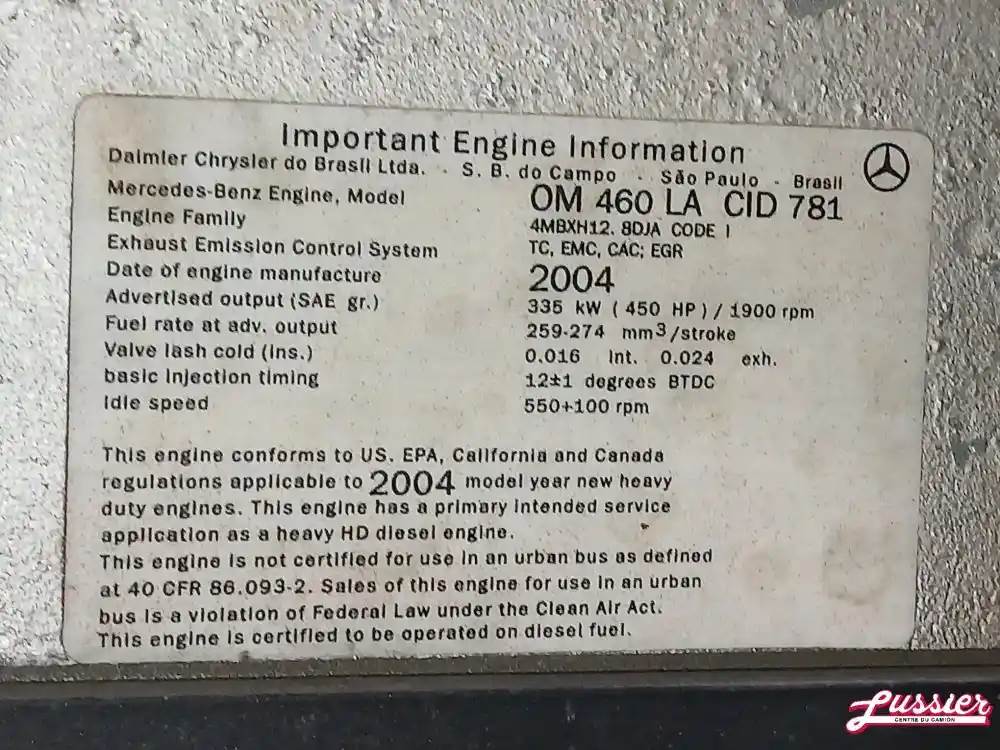 Important Engine Information
Daimler Chrysler do Brasil Ltda. - S. B. do Campo - São Paulo - Brasil
Mercedes-Benz Engine, Model OM 460 LA CID 781
Engine Family 4MBXH12. 8DJA CODE I
Exhaust Emission Control System TC, EMC, CAC; EGR
Date of engine manufacture 2004
Advertised output (SAE gr.) 335 kW ( 450 HP ) / 1900 rpm
Fuel rate at adv. output 259-274 mm3/stroke
Valve lash cold (ins.) 0.016 int. 0.024 exh.
basic injection timing 12±1 degrees BTDC
Idle speed 550+100 rpm
This engine conforms to US. EPA, California and Canada
regulations applicable to 2004 model year new heavy
duty engines. This engine has a primary intended service
application as a heavy HD diesel engine.
This engine is not certified for use in an urban bus as defined
at 40 CFR 86.093-2. Sales of this engine for use in an urban
bus is a violation of Federal Law under the Clean Air Act.
This engine is certified to be operated on diesel fuel.
Lussier
CENTRE DU CAMION